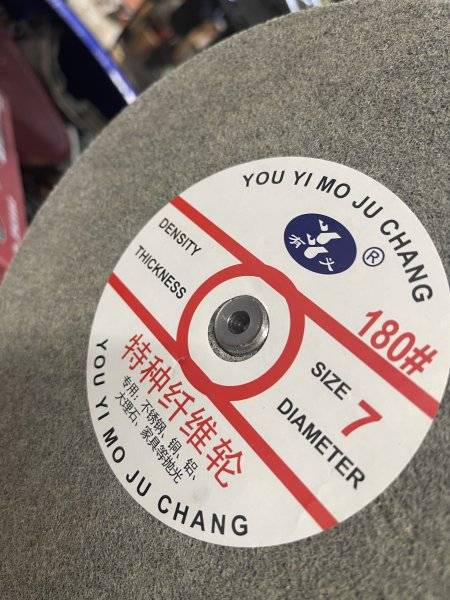 YOU YI MO JU CHANG
®
DENSITY
THICKNESS
180#
SIZE 7
DIAMETER
特种纤维轮
专用：不锈钢、铜、铝、
大理石、家具等抛光
YOU YI MO JU CHANG